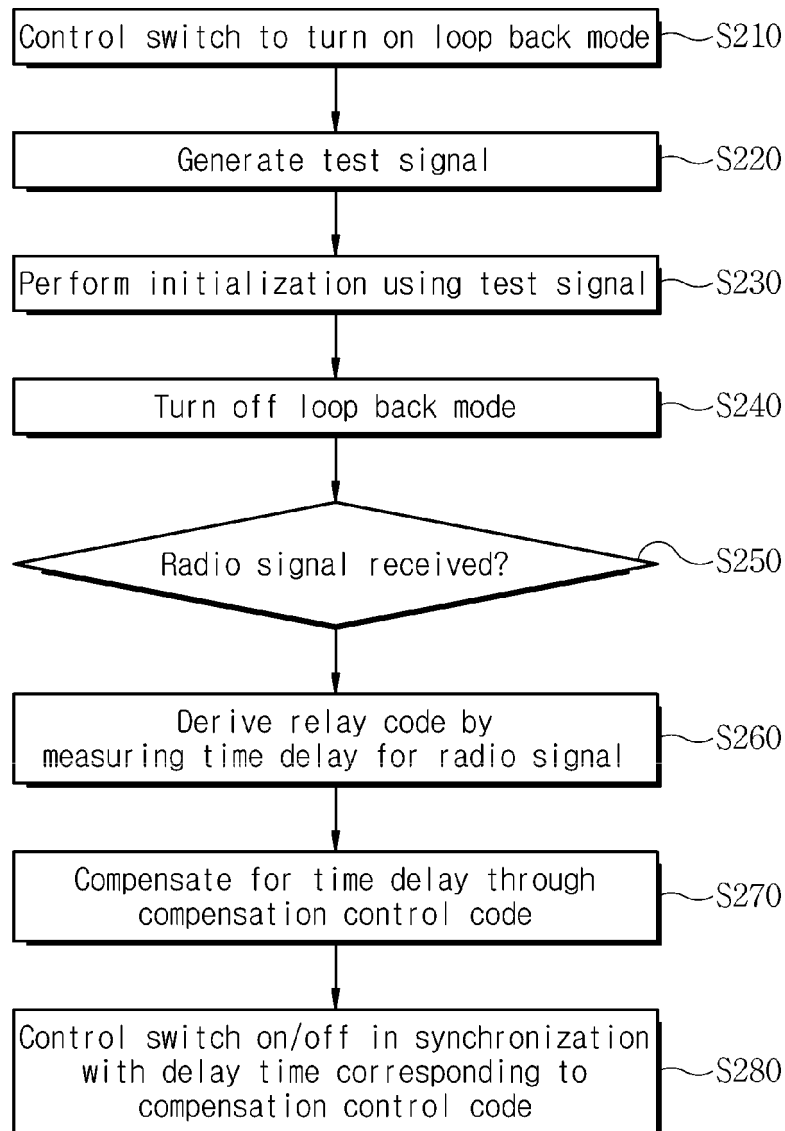 Control switch to turn on loop back mode
S210
Generate test signal
S220
Perform initialization using test signal
S230
Turn off loop back mode
S240
Radio signal received?
S250
Derive relay code by
measuring time delay for radio signal
S260
Compensate for time delay through
compensation control code
S270
Control switch on/off in synchronization
with delay time corresponding to
compensation control code
S280